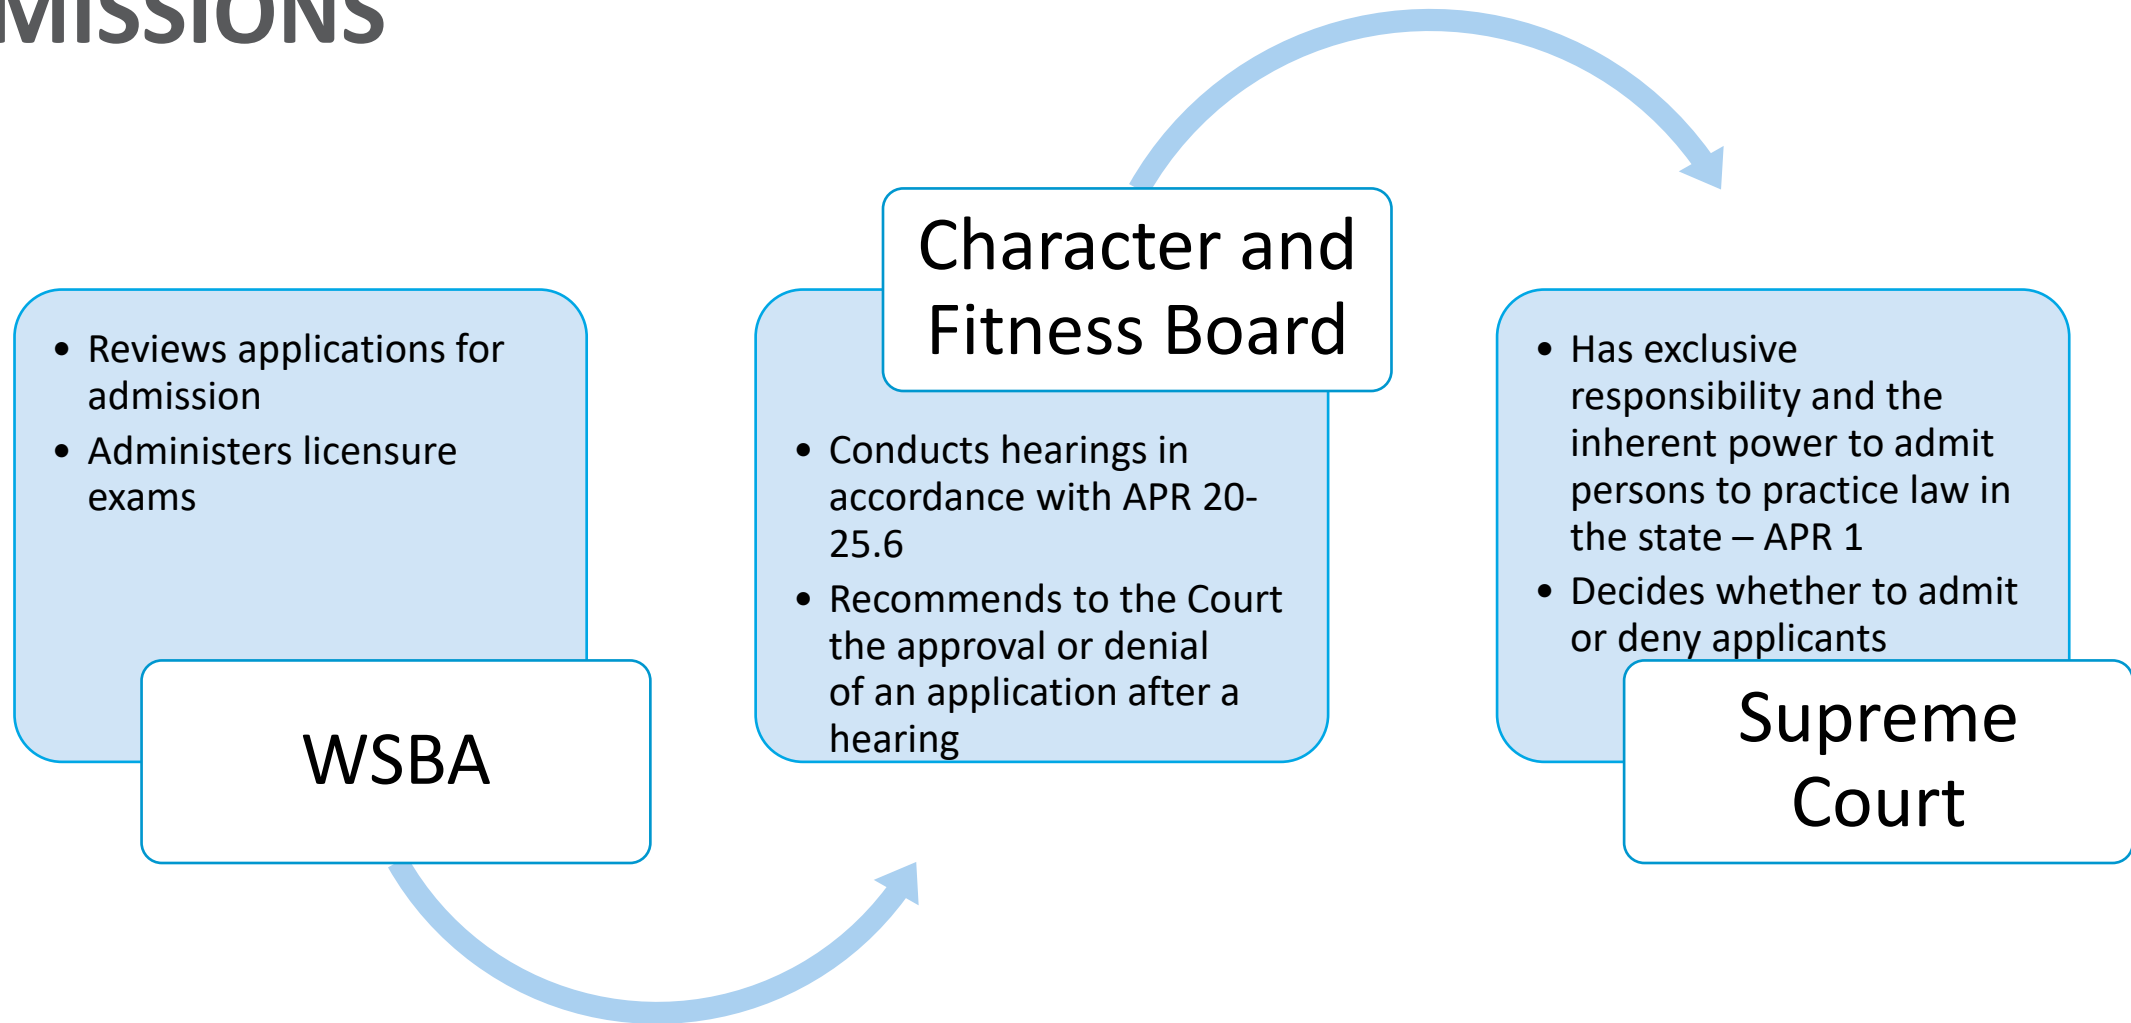 MISSIONS
• Reviews applications for
admission
• Administers licensure
exams
WSBA
Character and
Fitness Board
• Conducts hearings in
accordance with APR 20-
25.6
• Recommends to the Court
the approval or denial
of an application after a
hearing
• Has exclusive
responsibility and the
inherent power to admit
persons to practice law in
the state – APR 1
• Decides whether to admit
or deny applicants
Supreme
Court